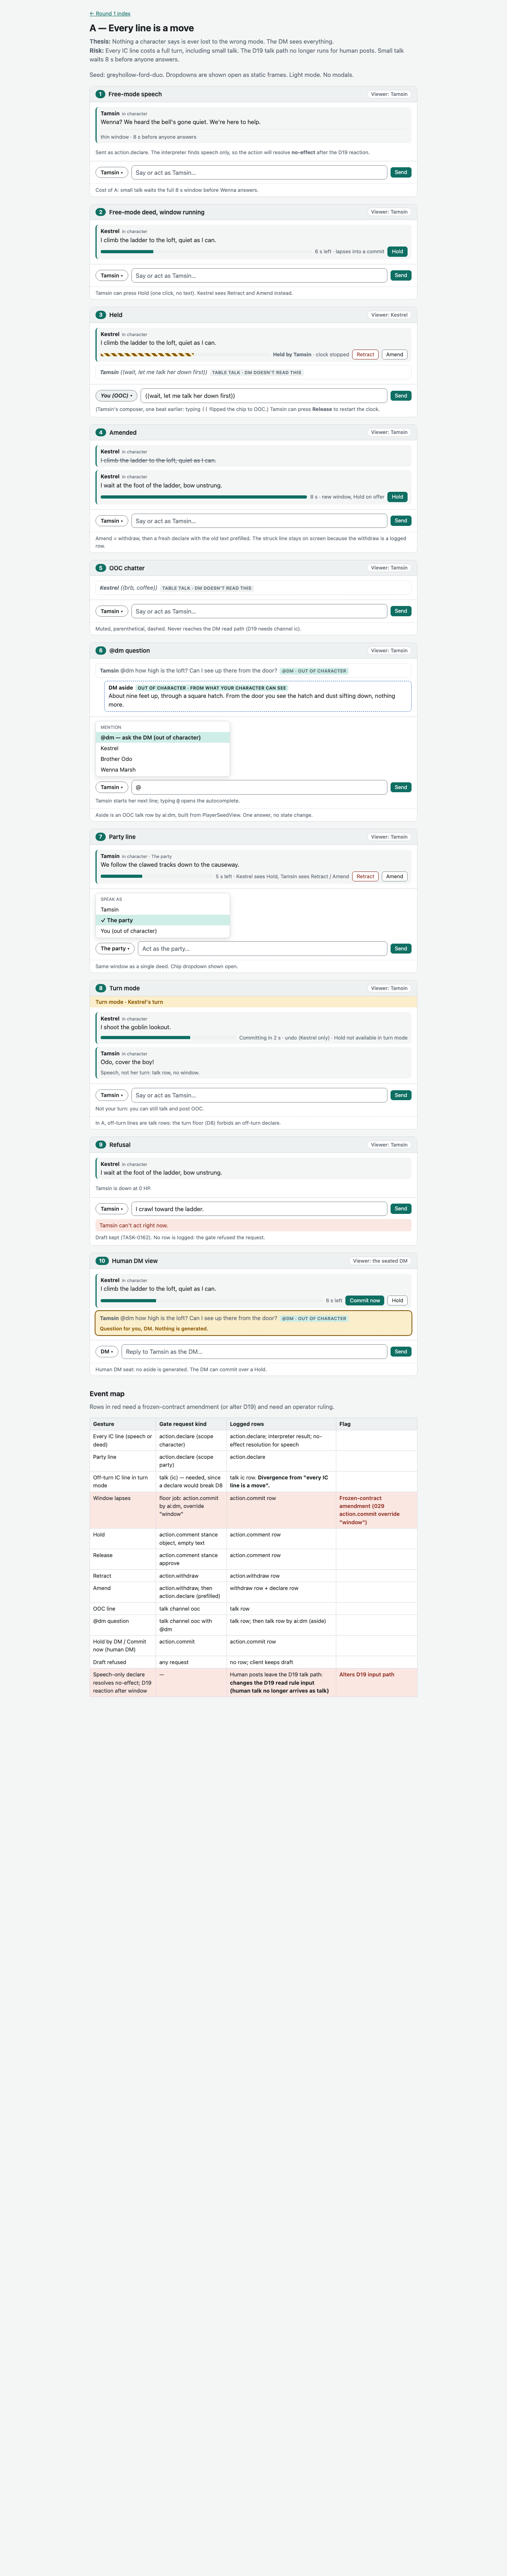 ← Round 1 index
A — Every line is a move
Thesis: Nothing a character says is ever lost to the wrong mode. The DM sees everything.
Risk: Every IC line costs a full turn, including small talk. The D19 talk path no longer runs for human posts. Small talk
waits 8 s before anyone answers.
Seed: greyhollow-ford-duo. Dropdowns are shown open as static frames. Light mode. No modals.
1 Free-mode speech Viewer: Tamsin
Tamsin in character
Wenna? We heard the bell's gone quiet. We're here to help.
thin window · 8 s before anyone answers
Sent as action.declare. The interpreter finds speech only, so the action will resolve no-effect after the D19 reaction.
Tamsin ▾ Say or act as Tamsin… Send
Cost of A: small talk waits the full 8 s window before Wenna answers.
2 Free-mode deed, window running Viewer: Tamsin
Kestrel in character
I climb the ladder to the loft, quiet as I can.
6 s left · lapses into a commit Hold
Tamsin ▾ Say or act as Tamsin… Send
Tamsin can press Hold (one click, no text). Kestrel sees Retract and Amend instead.
3 Held Viewer: Kestrel
Kestrel in character
I climb the ladder to the loft, quiet as I can.
Held by Tamsin · clock stopped Retract Amend
Tamsin ((wait, let me talk her down first)) TABLE TALK · DM DOESN'T READ THIS
You (OOC) ▾ ((wait, let me talk her down first)) Send
(Tamsin's composer, one beat earlier: typing (( flipped the chip to OOC.) Tamsin can press Release to restart the clock.
4 Amended Viewer: Tamsin
Kestrel in character
I climb the ladder to the loft, quiet as I can.
Kestrel in character
I wait at the foot of the ladder, bow unstrung.
8 s · new window, Hold on offer Hold
Tamsin ▾ Say or act as Tamsin… Send
Amend = withdraw, then a fresh declare with the old text prefilled. The struck line stays on screen because the withdraw is a logged
row.
5 OOC chatter Viewer: Tamsin
Kestrel ((brb, coffee)) TABLE TALK · DM DOESN'T READ THIS
Tamsin ▾ Say or act as Tamsin… Send
Muted, parenthetical, dashed. Never reaches the DM read path (D19 needs channel ic).
6 @dm question Viewer: Tamsin
Tamsin @dm how high is the loft? Can I see up there from the door? @DM · OUT OF CHARACTER
DM aside OUT OF CHARACTER · FROM WHAT YOUR CHARACTER CAN SEE
About nine feet up, through a square hatch. From the door you see the hatch and dust sifting down, nothing
more.
MENTION
@dm — ask the DM (out of character)
Kestrel
Brother Odo
Wenna Marsh
Tamsin ▾ @ Send
Tamsin starts her next line; typing @ opens the autocomplete.
Aside is an OOC talk row by ai:dm, built from PlayerSeedView. One answer, no state change.
7 Party line Viewer: Tamsin
Tamsin in character · The party
We follow the clawed tracks down to the causeway.
5 s left · Kestrel sees Hold, Tamsin sees Retract / Amend Retract Amend
SPEAK AS
Tamsin
✓ The party
You (out of character)
The party ▾ Act as the party… Send
Same window as a single deed. Chip dropdown shown open.
8 Turn mode Viewer: Tamsin
Turn mode · Kestrel's turn
Kestrel in character
I shoot the goblin lookout.
Committing in 2 s · undo (Kestrel only) · Hold not available in turn mode
Tamsin in character
Odo, cover the boy!
Speech, not her turn: talk row, no window.
Tamsin ▾ Say or act as Tamsin… Send
Not your turn: you can still talk and post OOC.
In A, off-turn lines are talk rows: the turn floor (D8) forbids an off-turn declare.
9 Refusal Viewer: Tamsin
Kestrel in character
I wait at the foot of the ladder, bow unstrung.
Tamsin is down at 0 HP.
Tamsin ▾ I crawl toward the ladder. Send
Tamsin can't act right now.
Draft kept (TASK-0162). No row is logged: the gate refused the request.
10 Human DM view Viewer: the seated DM
Kestrel in character
I climb the ladder to the loft, quiet as I can.
6 s left Commit now Hold
Tamsin @dm how high is the loft? Can I see up there from the door? @DM · OUT OF CHARACTER
Question for you, DM. Nothing is generated.
DM ▾ Reply to Tamsin as the DM… Send
Human DM seat: no aside is generated. The DM can commit over a Hold.
Event map
Rows in red need a frozen-contract amendment (or alter D19) and need an operator ruling.
Gesture Gate request kind Logged rows Flag
Every IC line (speech or deed) action.declare (scope character) action.declare; interpreter result; no-effect resolution for speech
Party line action.declare (scope party) action.declare
Off-turn IC line in turn mode talk (ic) — needed, since a declare would break D8 talk ic row. Divergence from "every IC line is a move".
Window lapses floor job: action.commit by ai:dm, override "window" action.commit row Frozen-contract amendment (029 action.commit override "window")
Hold action.comment stance object, empty text action.comment row
Release action.comment stance approve action.comment row
Retract action.withdraw action.withdraw row
Amend action.withdraw, then action.declare (prefilled) withdraw row + declare row
OOC line talk channel ooc talk row
@dm question talk channel ooc with @dm talk row; then talk row by ai:dm (aside)
Hold by DM / Commit now (human DM) action.commit action.commit row
Draft refused any request no row; client keeps draft
Speech-only declare resolves no-effect; D19 reaction after window — Human posts leave the D19 talk path: changes the D19 read rule input (human talk no longer arrives as talk) Alters D19 input path